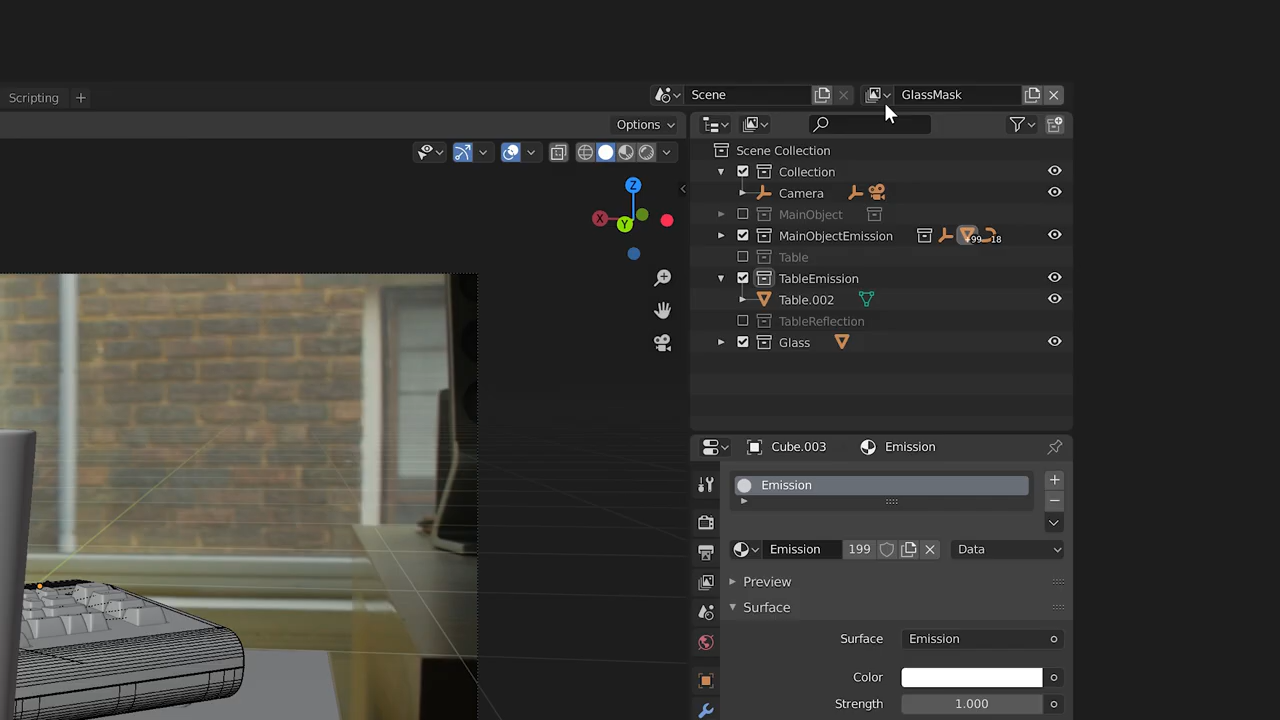 Scripting
Scene
GlassMask
Options
Scene Collection
Collection
Camera
MainObject
MainObjectEmission
+99
18
Table
TableEmission
Table.002
TableReflection
Glass
X
Y
Z
Cube.003
Emission
Emission
Emission
199
Data
Preview
Surface
Surface
Emission
Color
Strength
1.000